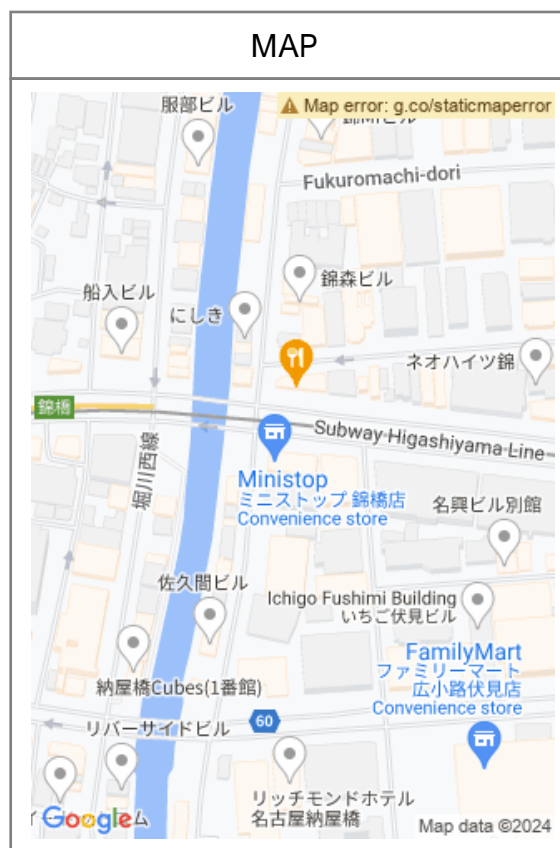 MAP
Map error: g.co/staticmaperror
服部ビル
Fukuromachi-dori
錦森ビル
船入ビル
にしき
ネオハイツ錦
錦橋
Subway Higashiyama Line
堀川西線
Ministop
ミニストップ 錦橋店
Convenience store
名興ビル別館
佐久間ビル
Ichigo Fushimi Building
いちご伏見ビル
FamilyMart
ファミリーマート
広小路伏見店
Convenience store
納屋橋Cubes(1番館)
60
リバーサイドビル
リッチモンドホテル
名古屋納屋橋
Google
Map data ©2024